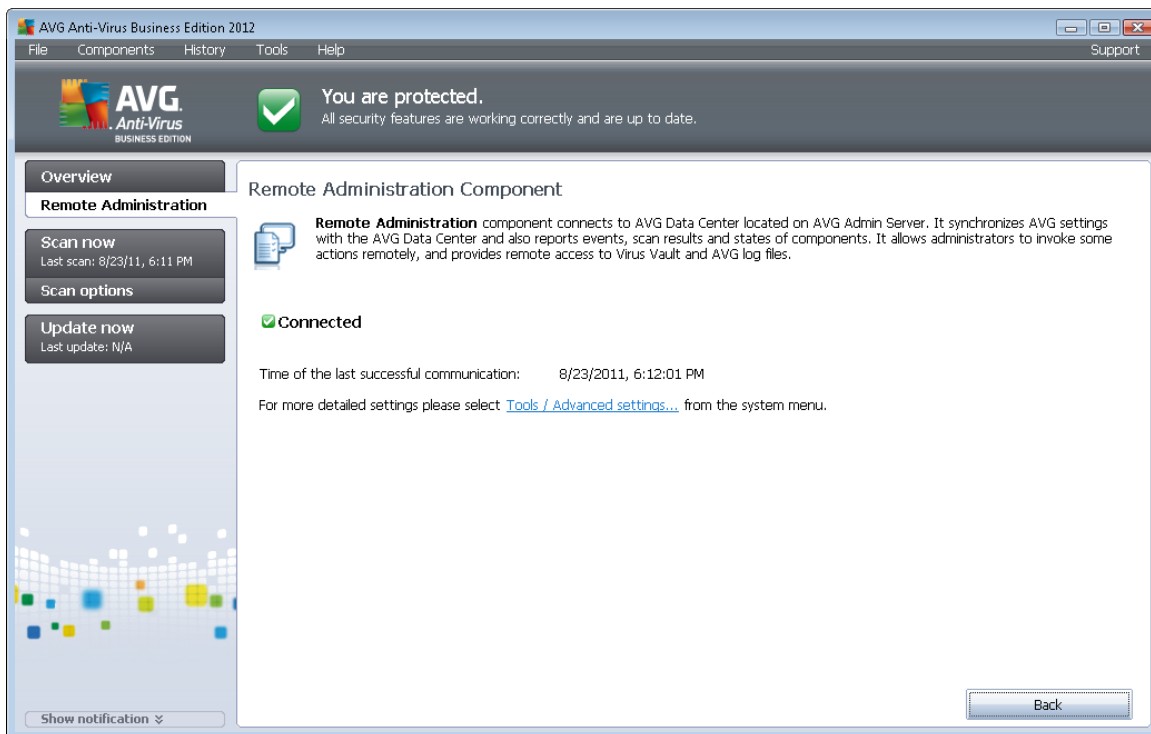 AVG Anti-Virus Business Edition 2012
File Components History Tools Help Support
AVG.
Anti-Virus
BUSINESS EDITION
You are protected.
All security features are working correctly and are up to date.
Overview
Remote Administration
Scan now
Last scan: 8/23/11, 6:11 PM
Scan options
Update now
Last update: N/A
Remote Administration Component
Remote Administration component connects to AVG Data Center located on AVG Admin Server. It synchronizes AVG settings
with the AVG Data Center and also reports events, scan results and states of components. It allows administrators to invoke some
actions remotely, and provides remote access to Virus Vault and AVG log files.
Connected
Time of the last successful communication: 8/23/2011, 6:12:01 PM
For more detailed settings please select Tools / Advanced settings... from the system menu.
Show notification
Back